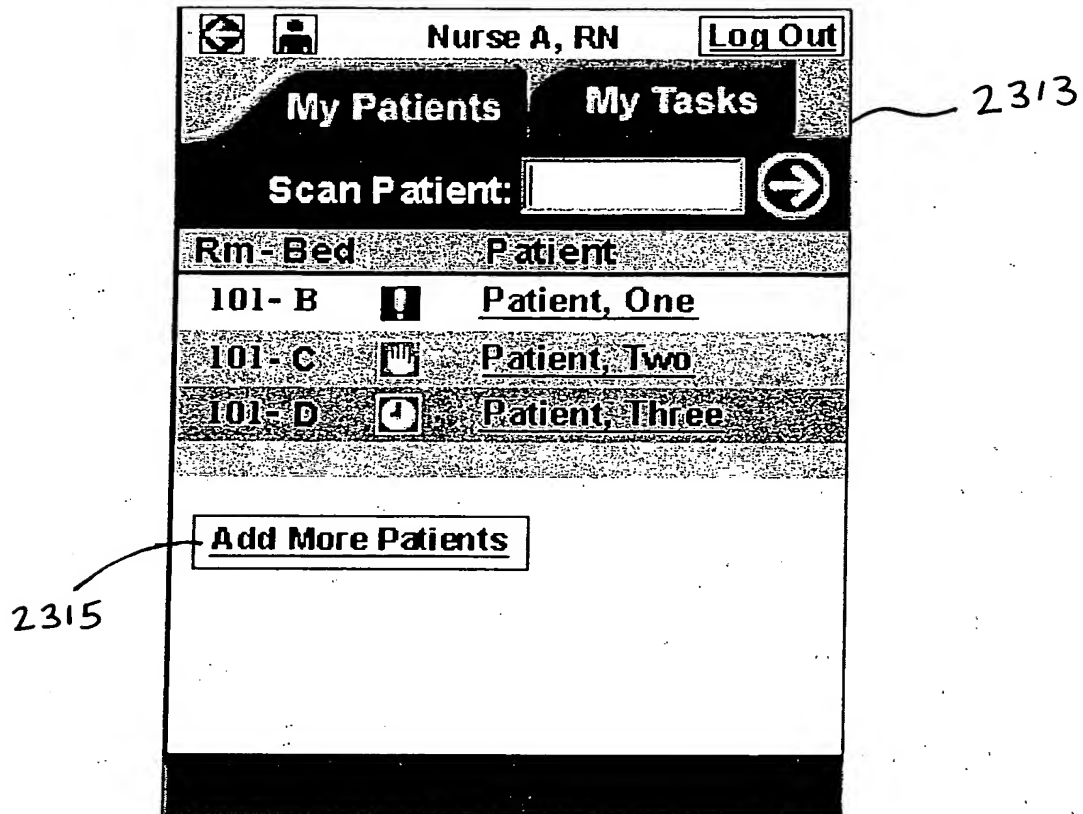 Nurse A, RN Log Out
My Patients My Tasks
2313
Scan Patient:
Rm- Bed Patient
101- B ! Patient, One
101- C Patient, Two
101- D Patient, Three
Add More Patients
2315